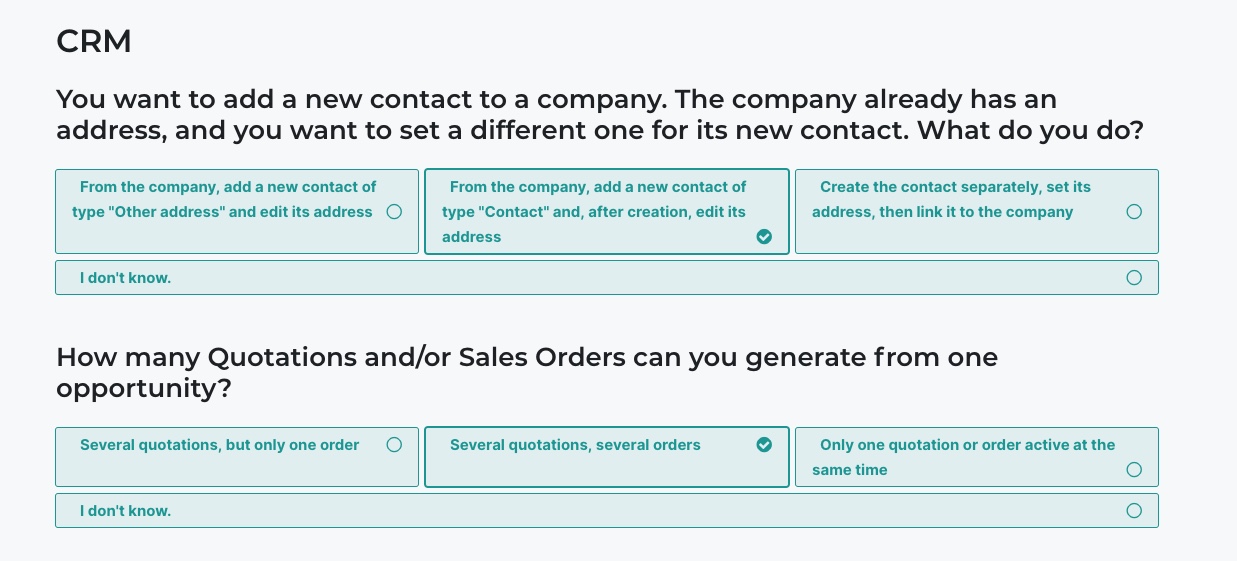 CRM
You want to add a new contact to a company. The company already has an
address, and you want to set a different one for its new contact. What do you do?
From the company, add a new contact of
type "Other address" and edit its address
From the company, add a new contact of
type "Contact" and, after creation, edit its
address
Create the contact separately, set its
address, then link it to the company
I don't know.
How many Quotations and/or Sales Orders can you generate from one
opportunity?
Several quotations, but only one order
Several quotations, several orders
Only one quotation or order active at the
same time
I don't know.